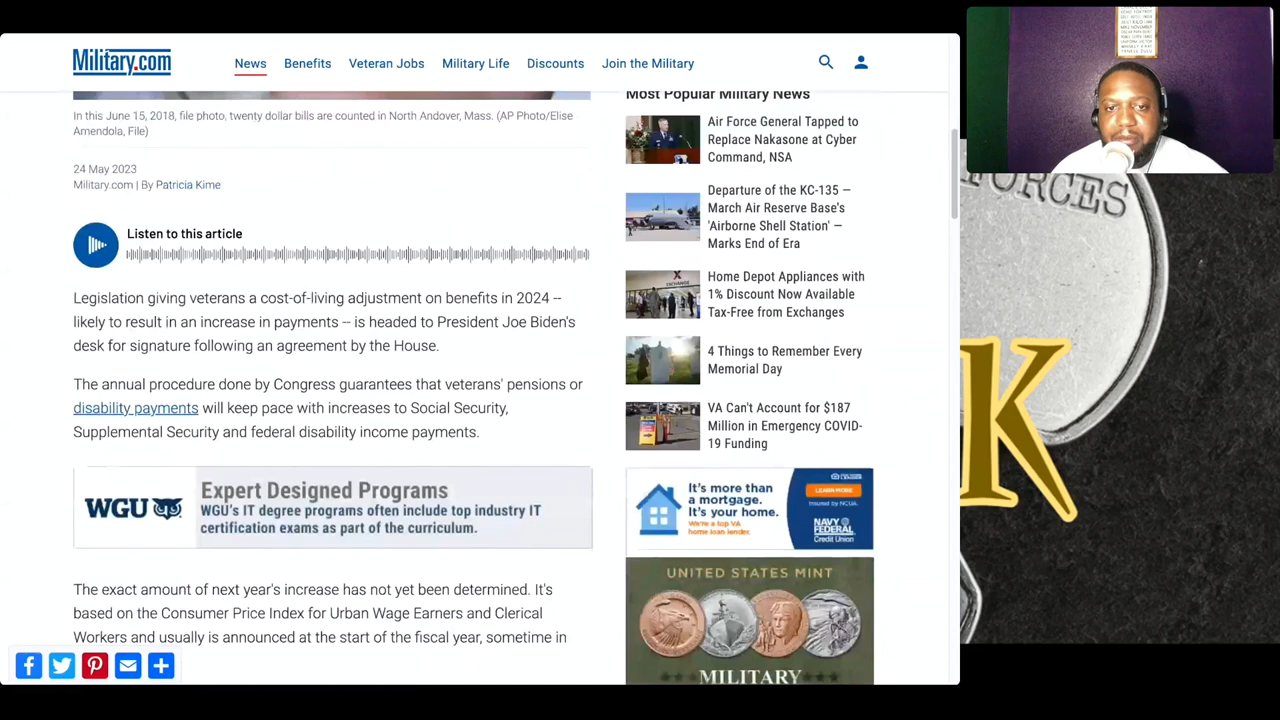 Military.com
News Benefits Veteran Jobs Military Life Discounts Join the Military
In this June 15, 2018, file photo, twenty dollar bills are counted in North Andover, Mass. (AP Photo/Elise
Amendola, File)
24 May 2023
Military.com | By Patricia Kime
Listen to this article
Legislation giving veterans a cost-of-living adjustment on benefits in 2024 --
likely to result in an increase in payments -- is headed to President Joe Biden's
desk for signature following an agreement by the House.
The annual procedure done by Congress guarantees that veterans' pensions or
disability payments will keep pace with increases to Social Security,
Supplemental Security and federal disability income payments.
WGU
Expert Designed Programs
WGU's IT degree programs often include top industry IT
certification exams as part of the curriculum.
The exact amount of next year's increase has not yet been determined. It's
based on the Consumer Price Index for Urban Wage Earners and Clerical
Workers and usually is announced at the start of the fiscal year, sometime in
Most Popular Military News
Air Force General Tapped to
Replace Nakasone at Cyber
Command, NSA
Departure of the KC-135 —
March Air Reserve Base's
'Airborne Shell Station' —
Marks End of Era
Home Depot Appliances with
1% Discount Now Available
Tax-Free from Exchanges
4 Things to Remember Every
Memorial Day
VA Can't Account for $187
Million in Emergency COVID-
19 Funding
It's more than
a mortgage.
It's your home.
We're a top VA
home loan lender.
LEARN MORE
Insured by NCUA.
NAVY
FEDERAL
Credit Union
UNITED STATES MINT
MILITARY
FORCES
K